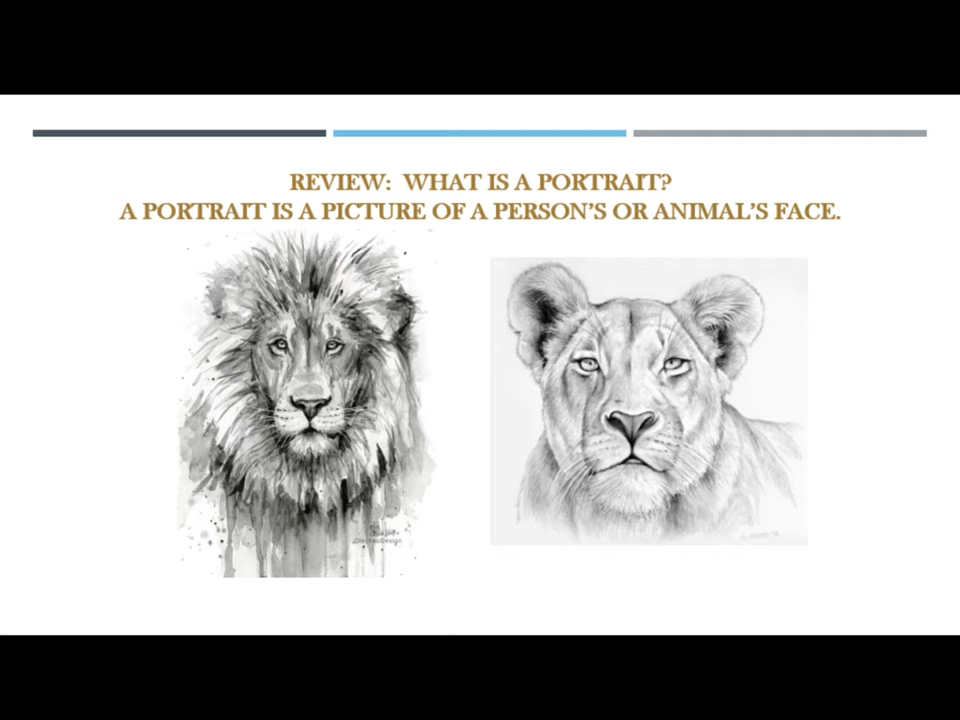 REVIEW: WHAT IS A PORTRAIT?
A PORTRAIT IS A PICTURE OF A PERSON'S OR ANIMAL'S FACE.